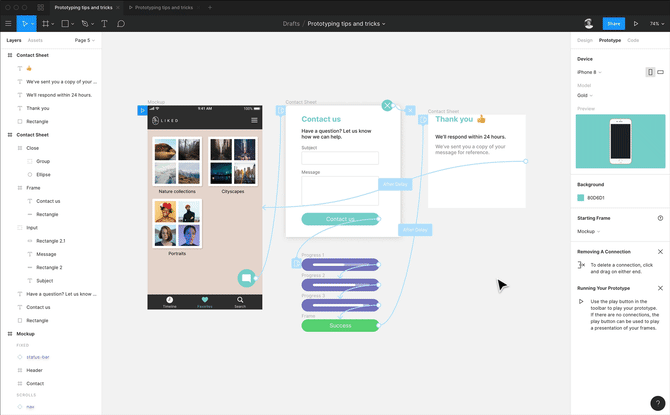 Prototyping tips and tricks
Prototyping tips and tricks
Drafts / Prototyping tips and tricks
Share
74%
Layers
Assets
Page 5
Design
Prototype
Code
Contact Sheet
👍
We've sent you a copy of your ...
We'll respond within 24 hours.
Thank you
Rectangle
Contact Sheet
Close
Group
Ellipse
Frame
Contact us
Rectangle
Input
Rectangle 2.1
Message
Rectangle 2
Subject
Have a question? Let us know ...
Contact us
Rectangle
Mockup
FIXED
status-bar
Header
Contact
SCROLLS
nav
Mockup
9:41 AM
100%
LIKED
Nature collections
Cityscapes
Portraits
Timeline
Favorites
Search
Contact Sheet
Contact us
Have a question? Let us know
how we can help.
Subject
Message
Contact us
Contact Sheet
Thank you 👍
We'll respond within 24 hours.
We've sent you a copy of your
message for reference.
After Delay
After Delay
Progress 1
Progress 2
Progress 3
Frame
Success
Device
iPhone 8
Model
Gold
Preview
Background
80D6D1
Starting Frame
Mockup
Removing A Connection
To delete a connection, click
and drag on either end.
Running Your Prototype
Use the play button in the
toolbar to play your prototype.
If there are no connections, the
play button can be used to play
a presentation of your frames.
?